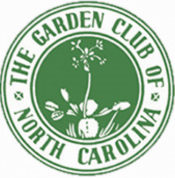 THE GARDEN CLUB OF
NORTH CAROLINA